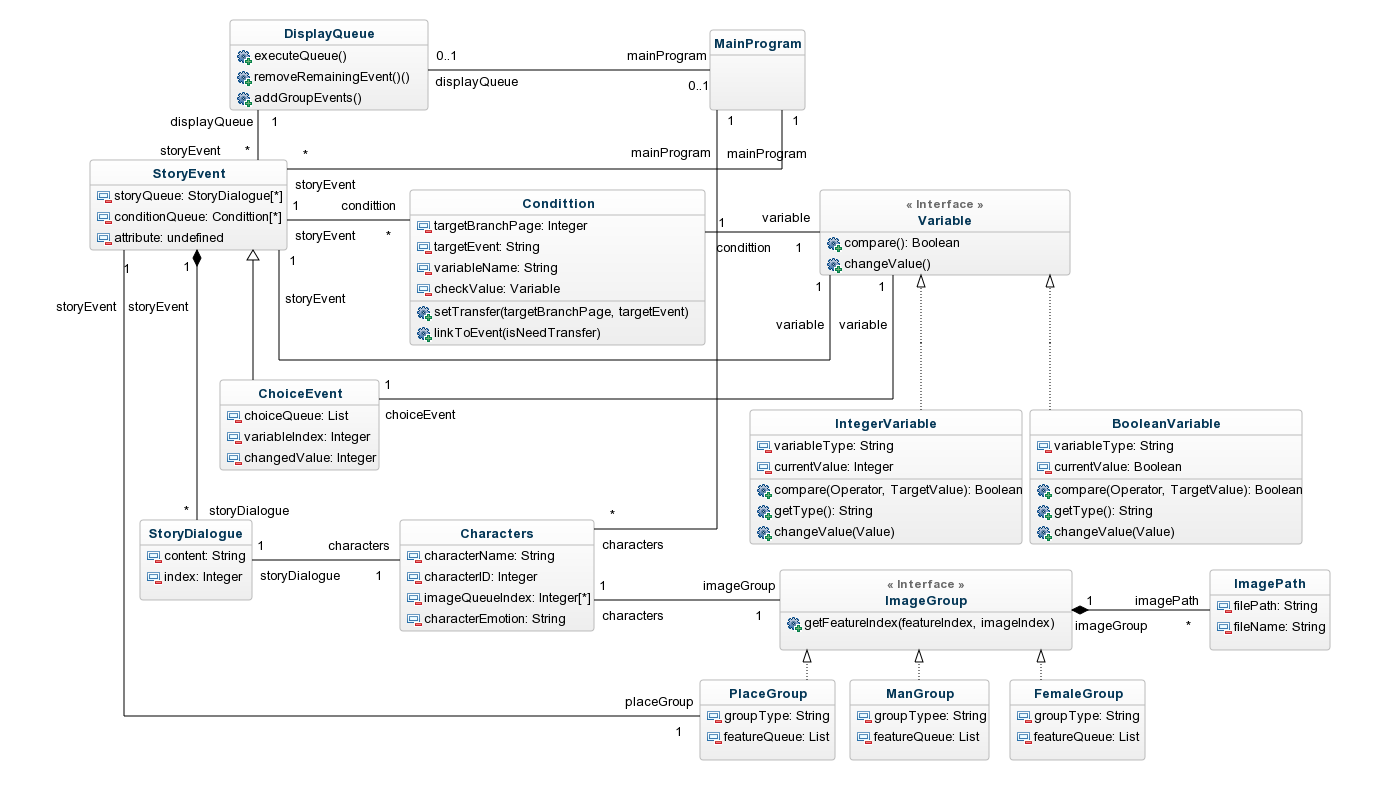 DisplayQueue
executeQueue()
removeRemainingEvent()()
addGroupEvents()
0..1
mainProgram
displayQueue
0..1
MainProgram
displayQueue
1
storyEvent
*
*
storyEvent
1
1
mainProgram
mainProgram
StoryEvent
storyQueue: StoryDialogue[*]
conditionQueue: Condittion[*]
attribute: undefined
1
condittion
storyEvent
*
Condittion
targetBranchPage: Integer
targetEvent: String
variableName: String
checkValue: Variable
setTransfer(targetBranchPage, targetEvent)
linkToEvent(isNeedTransfer)
1
variable
condittion
1
« Interface »
Variable
compare(): Boolean
changeValue()
1
1
1
storyEvent
storyEvent
storyEvent
1
1
variable
variable
ChoiceEvent
choiceQueue: List
variableIndex: Integer
changedValue: Integer
1
choiceEvent
IntegerVariable
variableType: String
currentValue: Integer
compare(Operator, TargetValue): Boolean
getType(): String
changeValue(Value)
BooleanVariable
variableType: String
currentValue: Boolean
compare(Operator, TargetValue): Boolean
getType(): String
changeValue(Value)
*
storyDialogue
StoryDialogue
content: String
index: Integer
1
characters
storyDialogue
1
Characters
characterName: String
characterID: Integer
imageQueueIndex: Integer[*]
characterEmotion: String
*
characters
1
imageGroup
characters
1
« Interface »
ImageGroup
getFeatureIndex(featureIndex, imageIndex)
1
imagePath
imageGroup
*
ImagePath
filePath: String
fileName: String
placeGroup
1
PlaceGroup
groupType: String
featureQueue: List
ManGroup
groupTypee: String
featureQueue: List
FemaleGroup
groupType: String
featureQueue: List